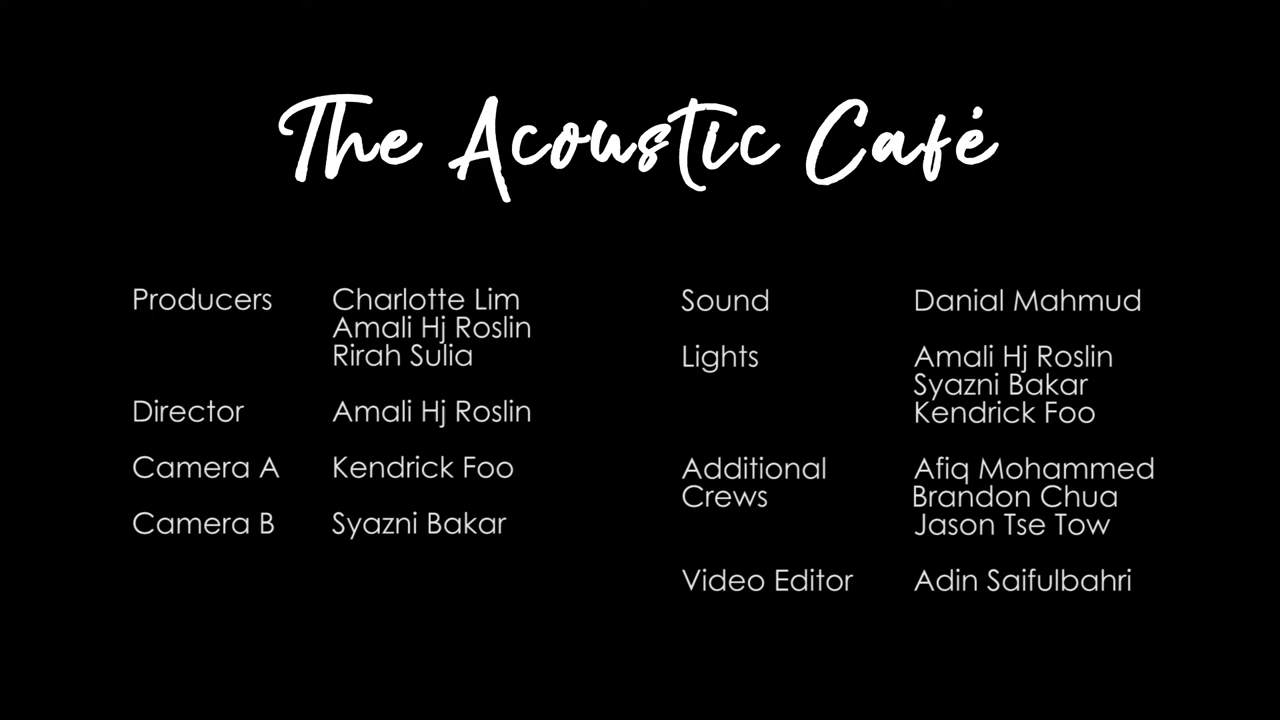 The Acoustic Café
Producers Charlotte Lim
Amali Hj Roslin
Rirah Sulia
Director Amali Hj Roslin
Camera A Kendrick Foo
Camera B Syazni Bakar
Sound Danial Mahmud
Lights Amali Hj Roslin
Syazni Bakar
Kendrick Foo
Additional Afiq Mohammed
Crews Brandon Chua
Jason Tse Tow
Video Editor Adin Saifulbahri